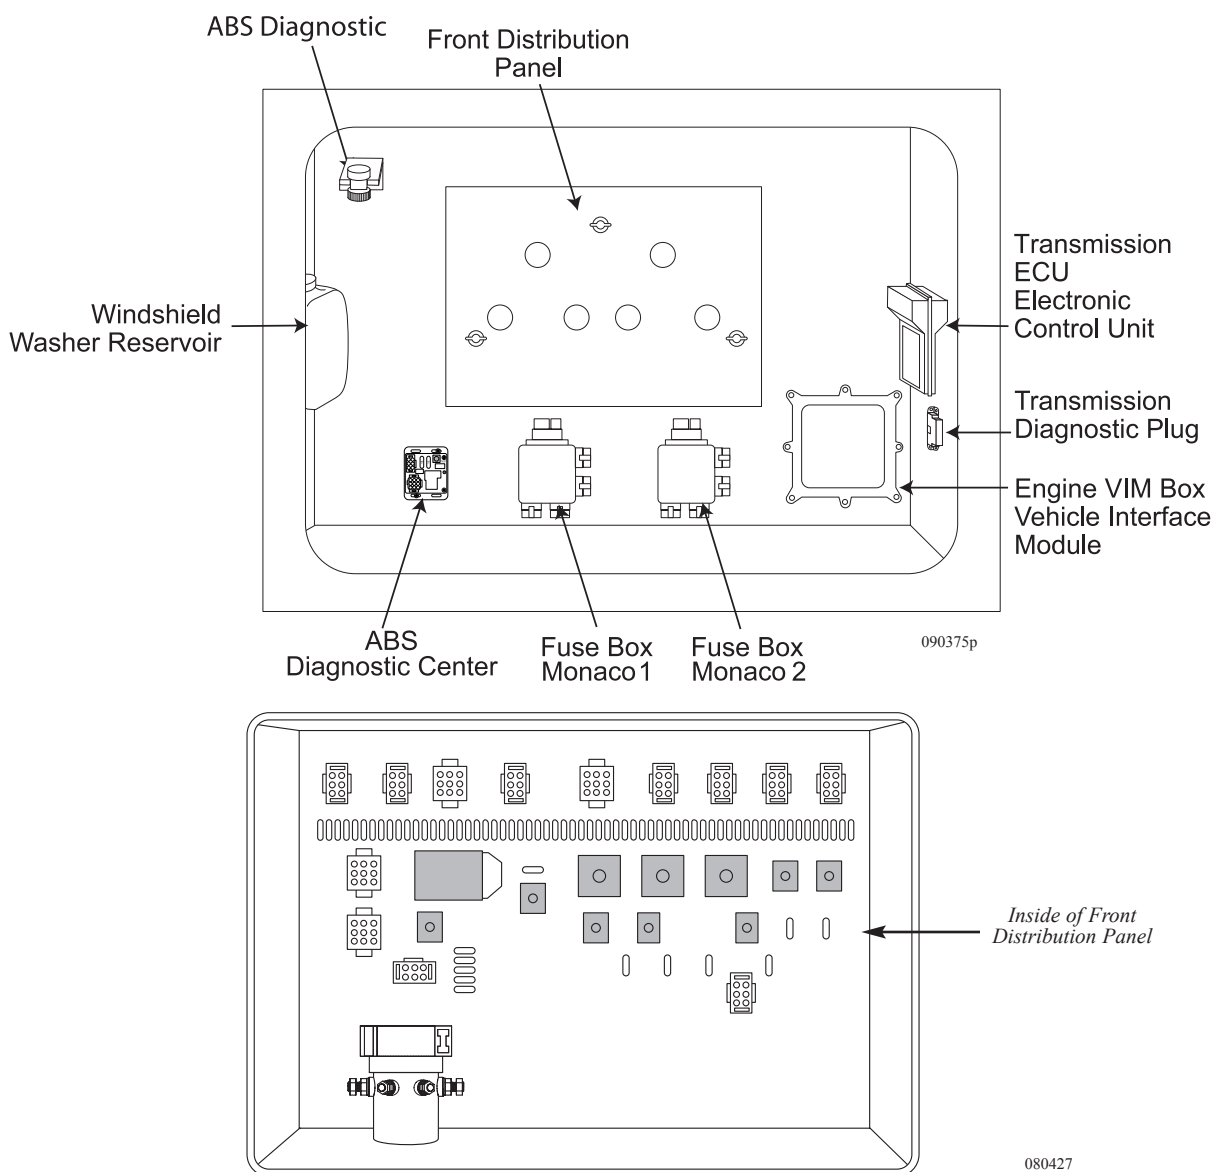 ABS Diagnostic
Front Distribution
Panel
Windshield
Washer Reservoir
Transmission
ECU
Electronic
Control Unit
Transmission
Diagnostic Plug
Engine VIM Box
Vehicle Interface
Module
ABS
Diagnostic Center
Fuse Box
Monaco 1
Fuse Box
Monaco 2
090375p
Inside of Front
Distribution Panel
080427